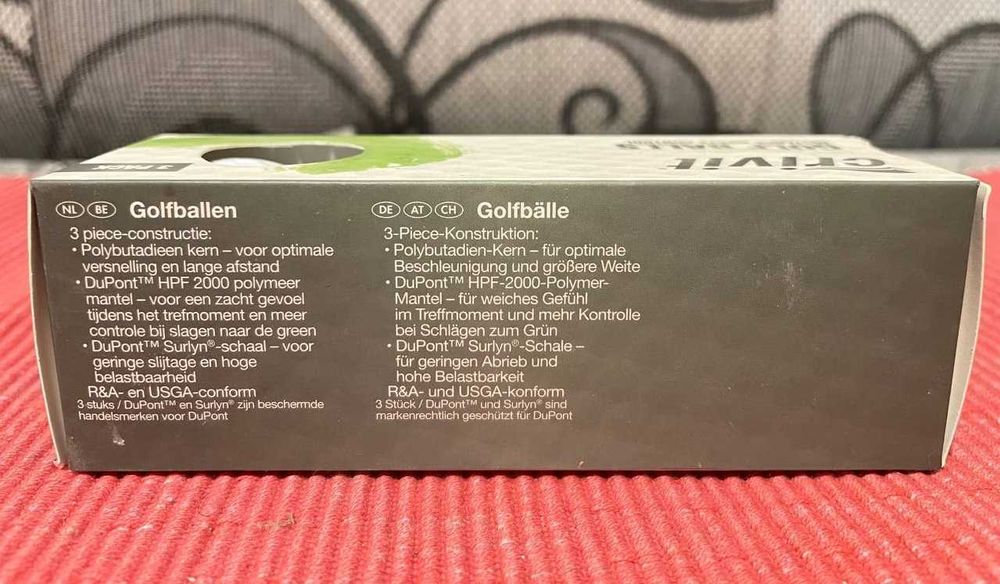 crivit
GOLF BALLS
3 PACK
NL BE Golfballen
3 piece-constructie:
• Polybutadieen kern – voor optimale
versnelling en lange afstand
• DuPont™ HPF 2000 polymeer
mantel – voor een zacht gevoel
tijdens het trefmoment en meer
controle bij slagen naar de green
• DuPont™ Surlyn®-schaal – voor
geringe slijtage en hoge
belastbaarheid
R&A- en USGA-conform
3 stuks / DuPont™ en Surlyn® zijn beschermde
handelsmerken voor DuPont
DE AT CH Golfbälle
3-Piece-Konstruktion:
• Polybutadien-Kern – für optimale
Beschleunigung und größere Weite
• DuPont™ HPF-2000-Polymer-
Mantel – für weiches Gefühl
im Treffmoment und mehr Kontrolle
bei Schlägen zum Grün
• DuPont™ Surlyn®-Schale –
für geringen Abrieb und
hohe Belastbarkeit
R&A- und USGA-konform
3 Stück / DuPont™ und Surlyn® sind
markenrechtlich geschützt für DuPont